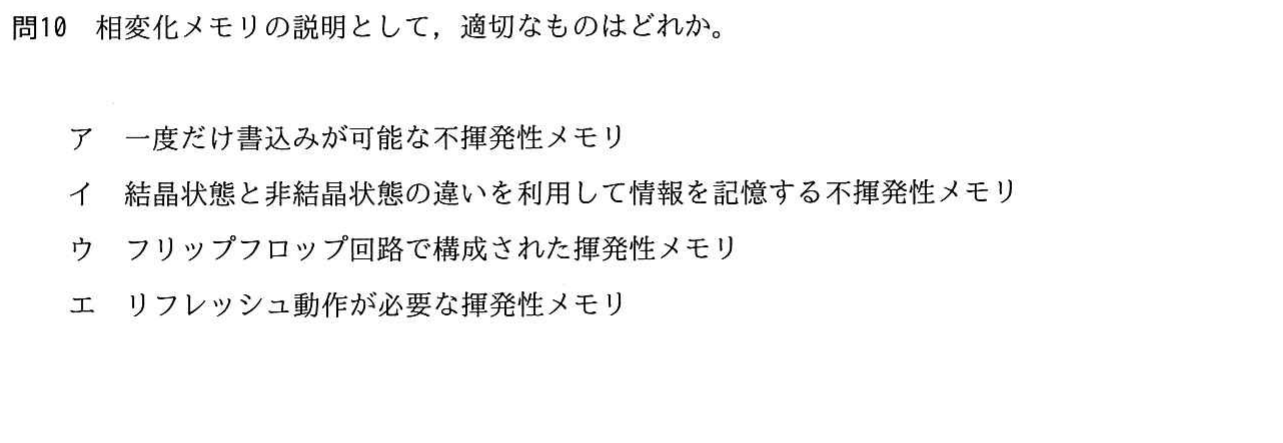 問10　相変化メモリの説明として，適切なものはどれか。
ア　一度だけ書込みが可能な不揮発性メモリ
イ　結晶状態と非結晶状態の違いを利用して情報を記憶する不揮発性メモリ
ウ　フリップフロップ回路で構成された揮発性メモリ
エ　リフレッシュ動作が必要な揮発性メモリ